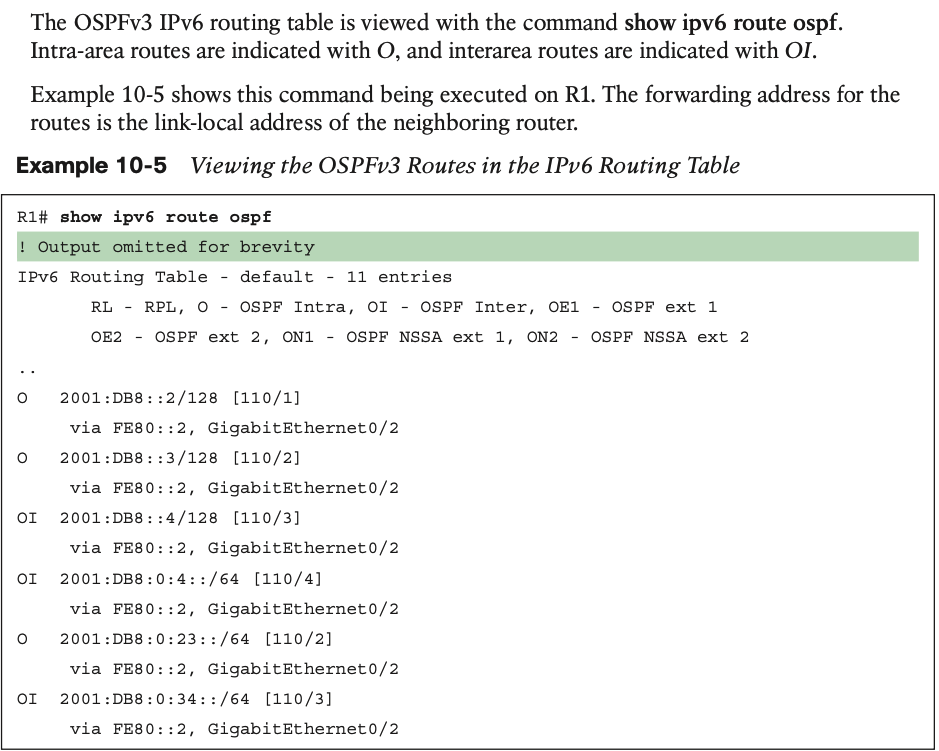 The OSPFv3 IPv6 routing table is viewed with the command show ipv6 route ospf.
Intra-area routes are indicated with O, and interarea routes are indicated with OI.
Example 10-5 shows this command being executed on R1. The forwarding address for the
routes is the link-local address of the neighboring router.
Example 10-5 Viewing the OSPFv3 Routes in the IPv6 Routing Table
R1# show ipv6 route ospf
! Output omitted for brevity
IPv6 Routing Table - default - 11 entries
RL - RPL, O - OSPF Intra, OI - OSPF Inter, OE1 - OSPF ext 1
OE2 - OSPF ext 2, ON1 - OSPF NSSA ext 1, ON2 - OSPF NSSA ext 2
..
O 2001:DB8::2/128 [110/1]
via FE80::2, GigabitEthernet0/2
O 2001:DB8::3/128 [110/2]
via FE80::2, GigabitEthernet0/2
OI 2001:DB8::4/128 [110/3]
via FE80::2, GigabitEthernet0/2
OI 2001:DB8:0:4::/64 [110/4]
via FE80::2, GigabitEthernet0/2
O 2001:DB8:0:23::/64 [110/2]
via FE80::2, GigabitEthernet0/2
OI 2001:DB8:0:34::/64 [110/3]
via FE80::2, GigabitEthernet0/2